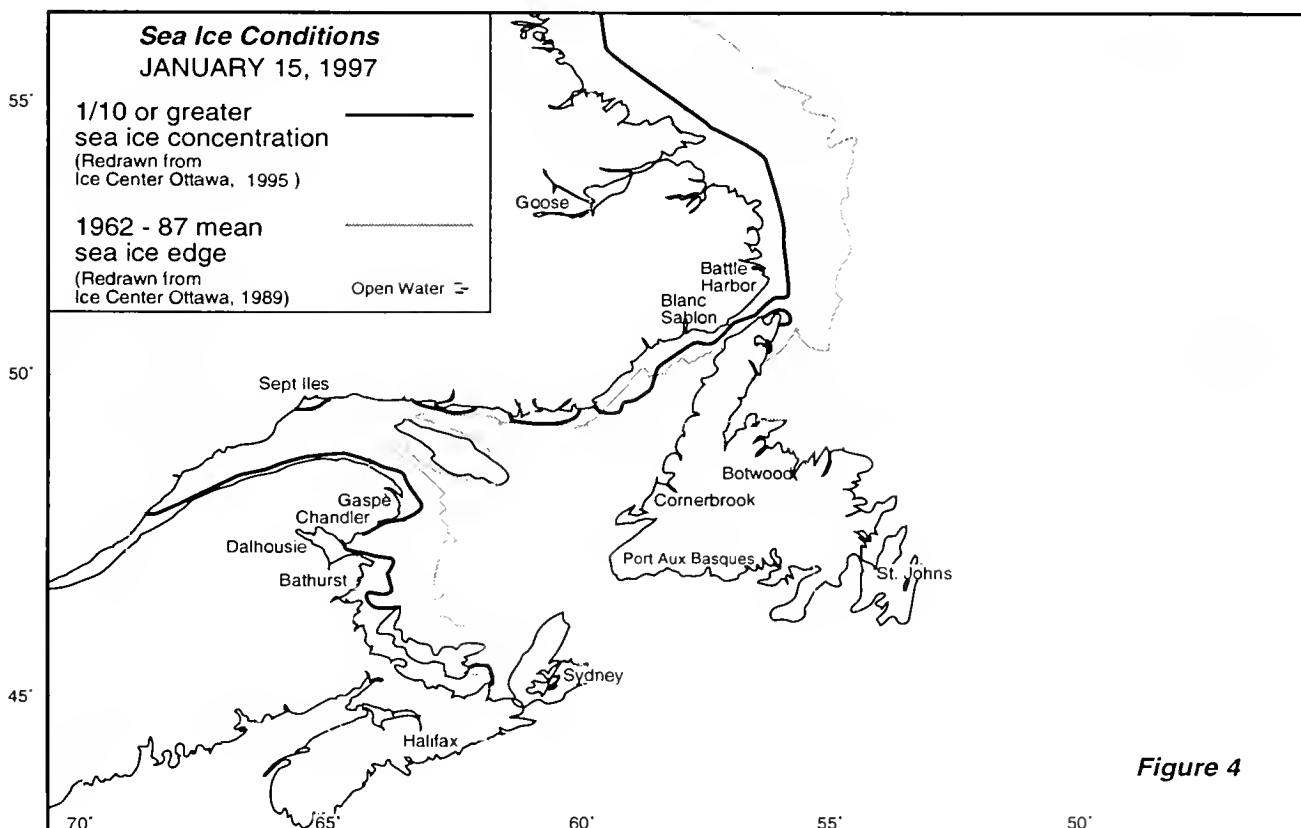 Sea Ice Conditions
JANUARY 15, 1997
1/10 or greater
sea ice concentration
(Redrawn from
Ice Center Ottawa, 1995 )
1962 - 87 mean
sea ice edge
(Redrawn from
Ice Center Ottawa, 1989)
Open Water
55°
50°
45°
Goose
Battle
Harbor
Blanc
Sablon
Sept Iles
Gaspè
Chandler
Dalhousie
Bathurst
Botwood
Cornerbrook
Port Aux Basques
St. Johns
Sydney
Halifax
Figure 4
70°
65°
60°
55°
50°